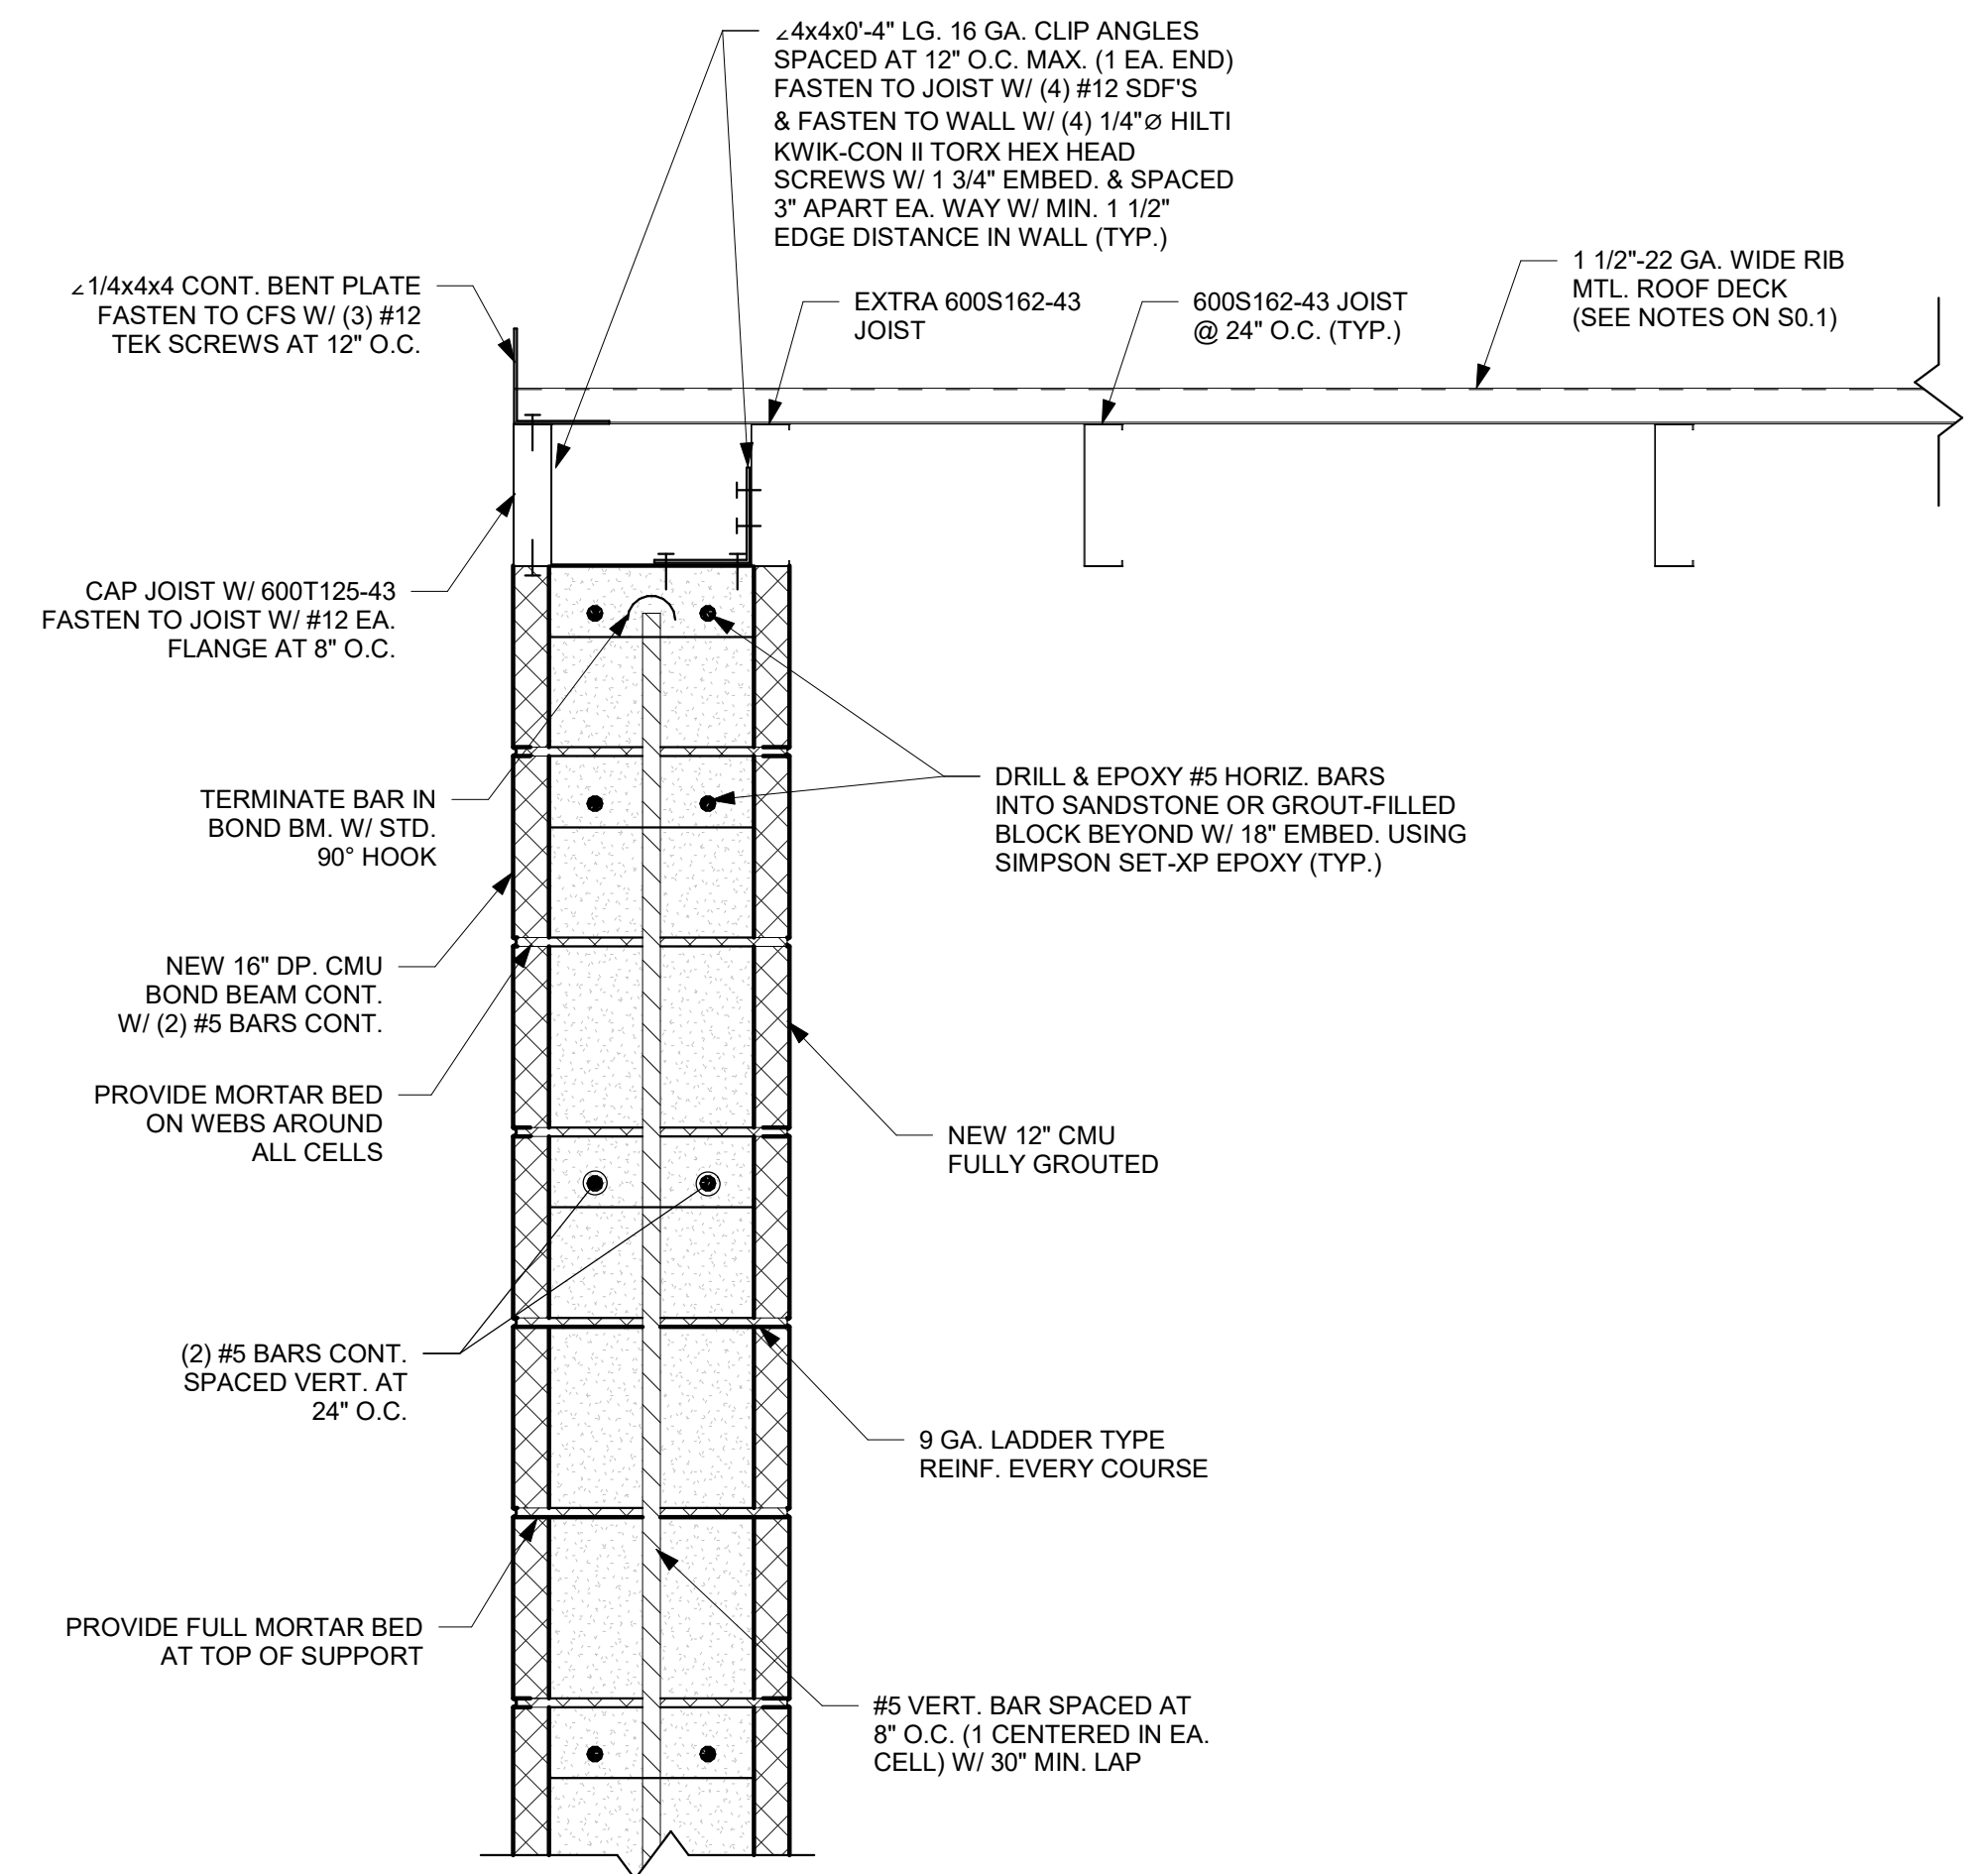 ∠4x4x0'-4" LG. 16 GA. CLIP ANGLES
SPACED AT 12" O.C. MAX. (1 EA. END)
FASTEN TO JOIST W/ (4) #12 SDF'S
& FASTEN TO WALL W/ (4) 1/4"⌀ HILTI
KWIK-CON II TORX HEX HEAD
SCREWS W/ 1 3/4" EMBED. & SPACED
3" APART EA. WAY W/ MIN. 1 1/2"
EDGE DISTANCE IN WALL (TYP.)
∠1/4x4x4 CONT. BENT PLATE
FASTEN TO CFS W/ (3) #12
TEK SCREWS AT 12" O.C.
EXTRA 600S162-43
JOIST
600S162-43 JOIST
@ 24" O.C. (TYP.)
1 1/2"-22 GA. WIDE RIB
MTL. ROOF DECK
(SEE NOTES ON S0.1)
CAP JOIST W/ 600T125-43
FASTEN TO JOIST W/ #12 EA.
FLANGE AT 8" O.C.
TERMINATE BAR IN
BOND BM. W/ STD.
90° HOOK
DRILL & EPOXY #5 HORIZ. BARS
INTO SANDSTONE OR GROUT-FILLED
BLOCK BEYOND W/ 18" EMBED. USING
SIMPSON SET-XP EPOXY (TYP.)
NEW 16" DP. CMU
BOND BEAM CONT.
W/ (2) #5 BARS CONT.
PROVIDE MORTAR BED
ON WEBS AROUND
ALL CELLS
NEW 12" CMU
FULLY GROUTED
(2) #5 BARS CONT.
SPACED VERT. AT
24" O.C.
9 GA. LADDER TYPE
REINF. EVERY COURSE
PROVIDE FULL MORTAR BED
AT TOP OF SUPPORT
#5 VERT. BAR SPACED AT
8" O.C. (1 CENTERED IN EA.
CELL) W/ 30" MIN. LAP